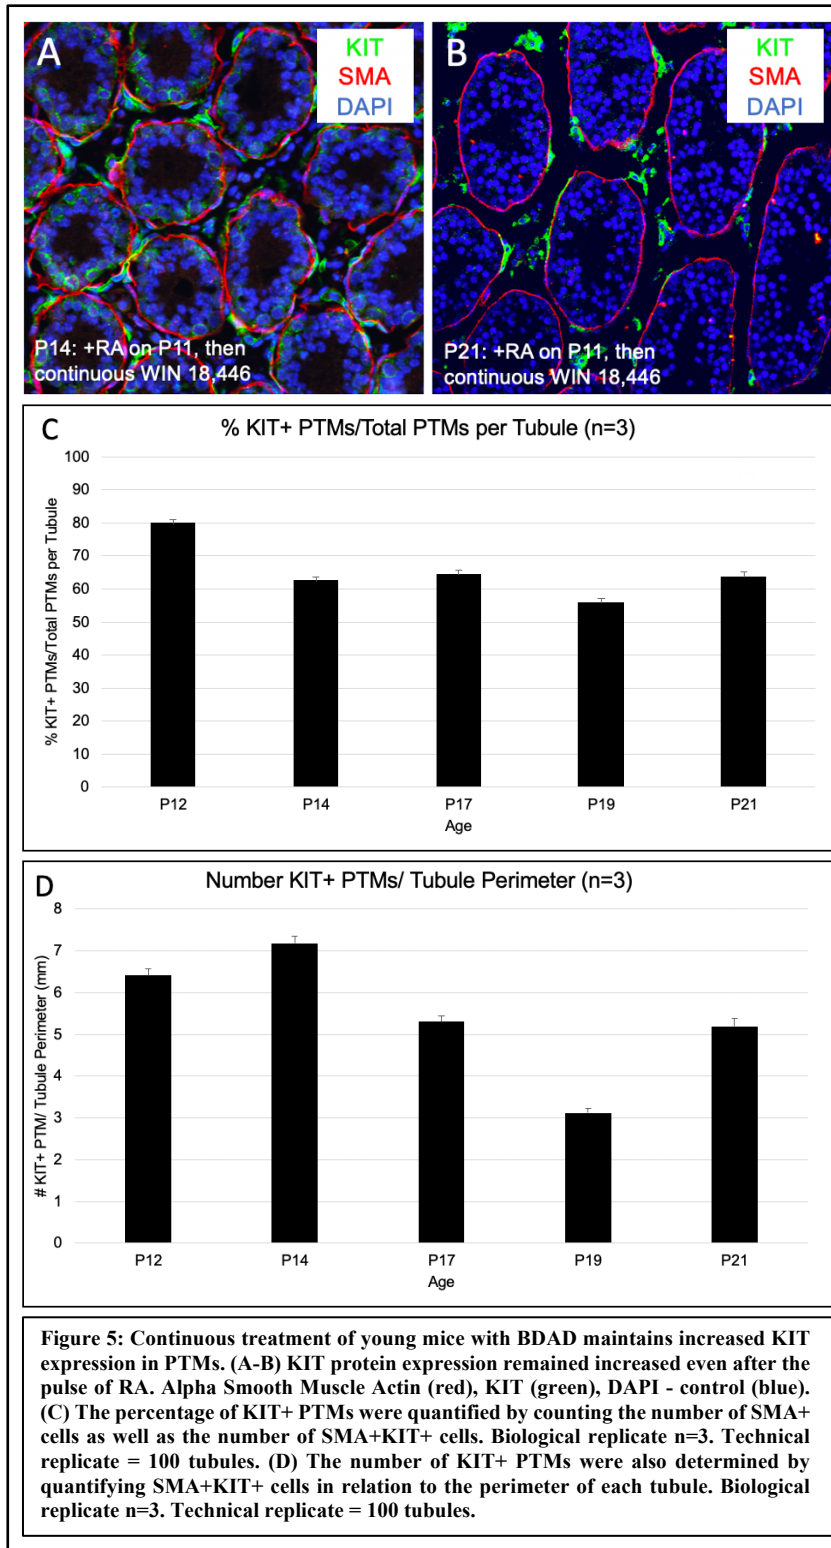 A
KIT
SMA
DAPI
P14: +RA on P11, then
continuous WIN 18,446
B
KIT
SMA
DAPI
P21: +RA on P11, then
continuous WIN 18,446
C
% KIT+ PTMs/Total PTMs per Tubule (n=3)
% KIT+ PTMs/Total PTMs per Tubule
100
90
80
70
60
50
40
30
20
10
0
P12 P14 P17 P19 P21
Age
D
Number KIT+ PTMs/ Tubule Perimeter (n=3)
# KIT+ PTM/ Tubule Perimeter (mm)
8
7
6
5
4
3
2
1
0
P12 P14 P17 P19 P21
Age
Figure 5: Continuous treatment of young mice with BDAD maintains increased KIT
expression in PTMs. (A-B) KIT protein expression remained increased even after the
pulse of RA. Alpha Smooth Muscle Actin (red), KIT (green), DAPI - control (blue).
(C) The percentage of KIT+ PTMs were quantified by counting the number of SMA+
cells as well as the number of SMA+KIT+ cells. Biological replicate n=3. Technical
replicate = 100 tubules. (D) The number of KIT+ PTMs were also determined by
quantifying SMA+KIT+ cells in relation to the perimeter of each tubule. Biological
replicate n=3. Technical replicate = 100 tubules.